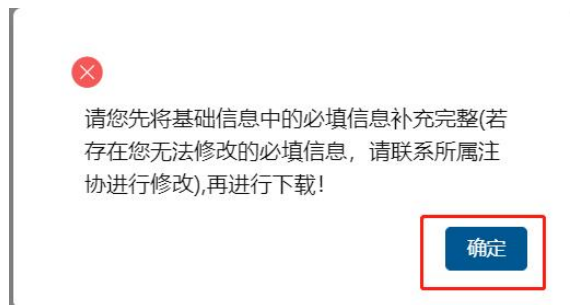 请您先将基础信息中的必填信息补充完整(若
存在您无法修改的必填信息，请联系所属注
协进行修改),再进行下载!
确定